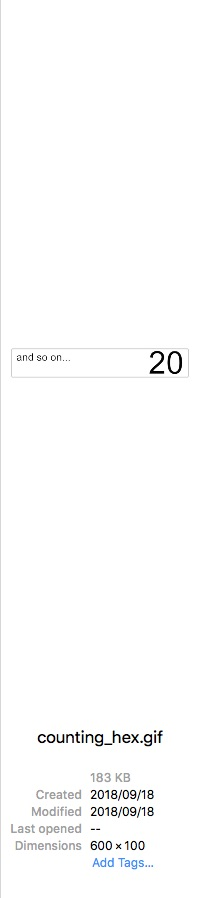 and so on...
20
counting_hex.gif
183 KB
Created 2018/09/18
Modified 2018/09/18
Last opened --
Dimensions 600 × 100
Add Tags...